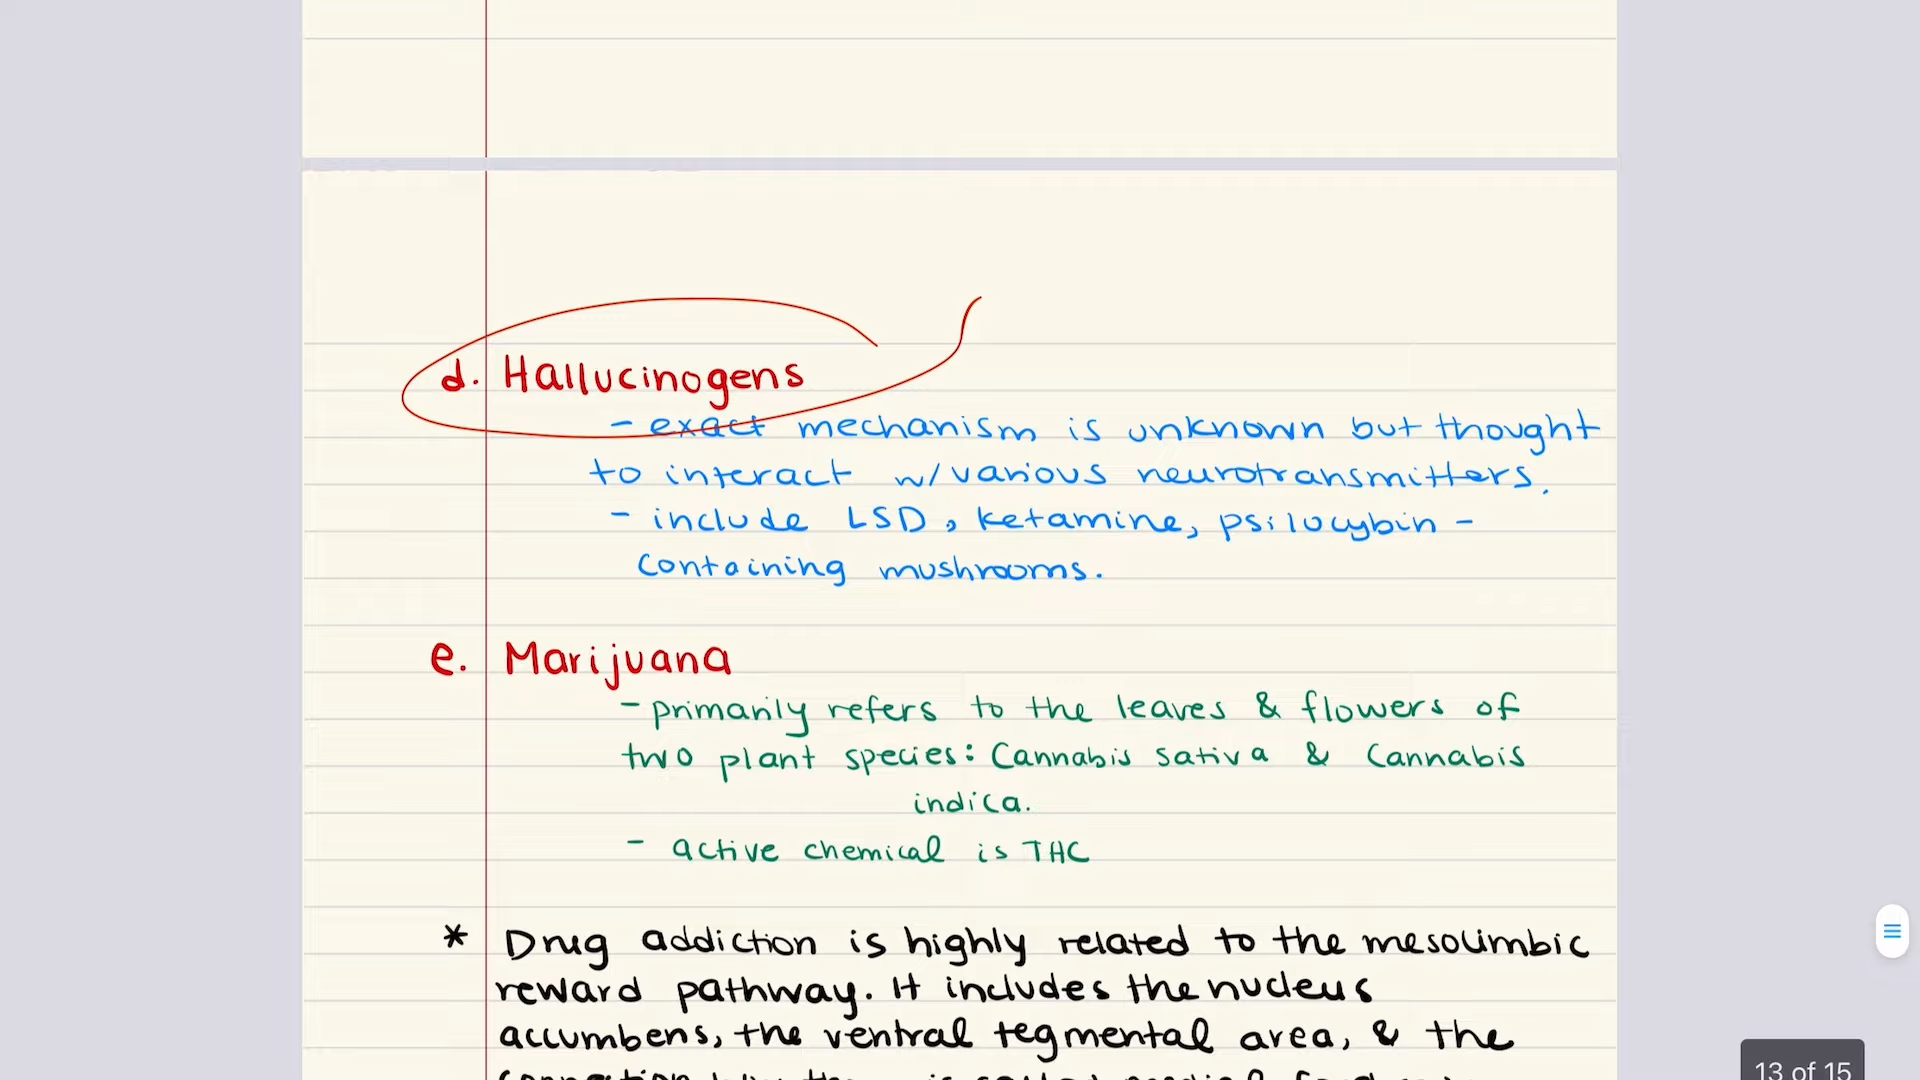 d. Hallucinogens
- exact mechanism is unknown but thought
to interact w/ various neurotransmitters.
- include LSD, ketamine, psilocybin -
containing mushrooms.
e. Marijuana
- primarily refers to the leaves & flowers of
two plant species: Cannabis sativa & Cannabis
indica.
- active chemical is THC
* Drug addiction is highly related to the mesolimbic
reward pathway. It includes the nucleus
accumbens, the ventral tegmental area, & the
13 of 15